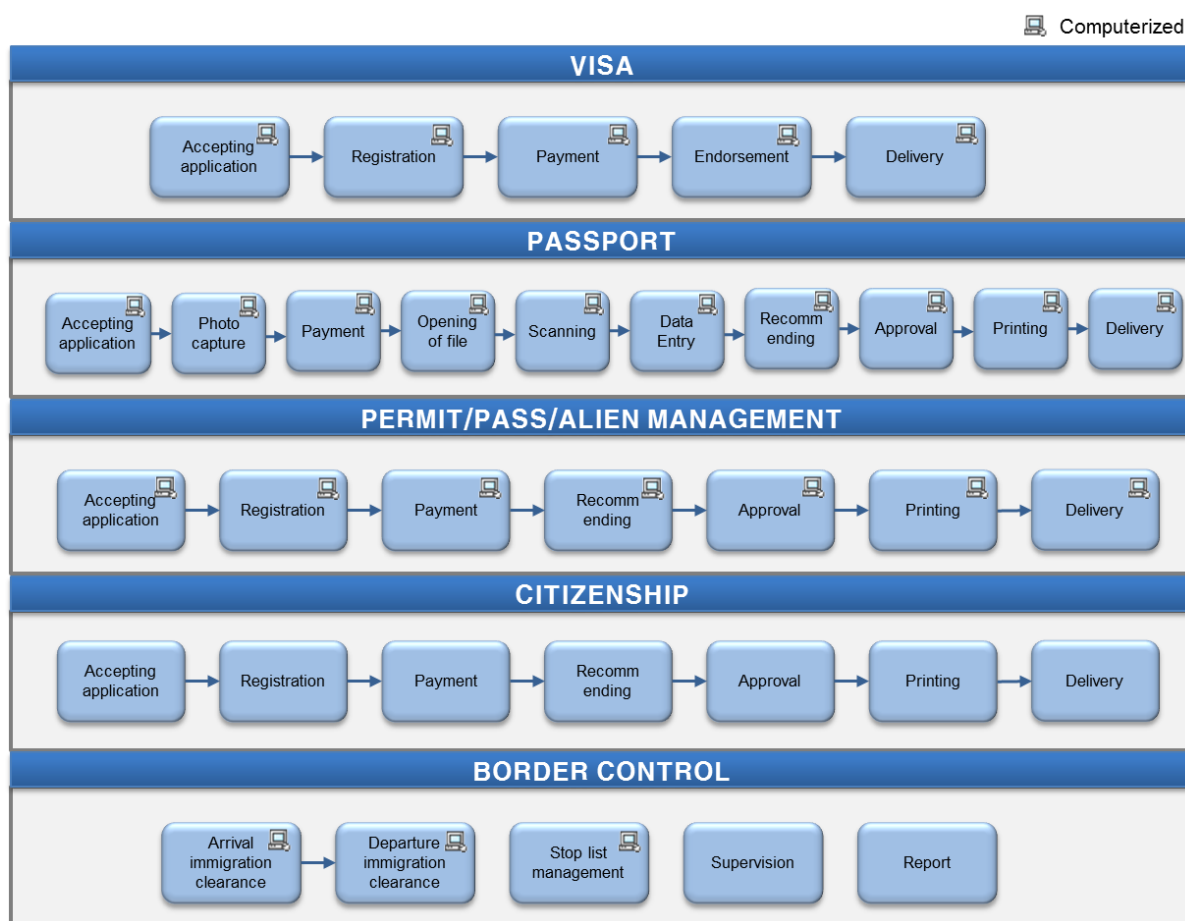 Computerized
VISA
Accepting
application
Registration
Payment
Endorsement
Delivery
PASSPORT
Accepting
application
Photo
capture
Payment
Opening
of file
Scanning
Data
Entry
Recomm
ending
Approval
Printing
Delivery
PERMIT/PASS/ALIEN MANAGEMENT
Accepting
application
Registration
Payment
Recomm
ending
Approval
Printing
Delivery
CITIZENSHIP
Accepting
application
Registration
Payment
Recomm
ending
Approval
Printing
Delivery
BORDER CONTROL
Arrival
immigration
clearance
Departure
immigration
clearance
Stop list
management
Supervision
Report